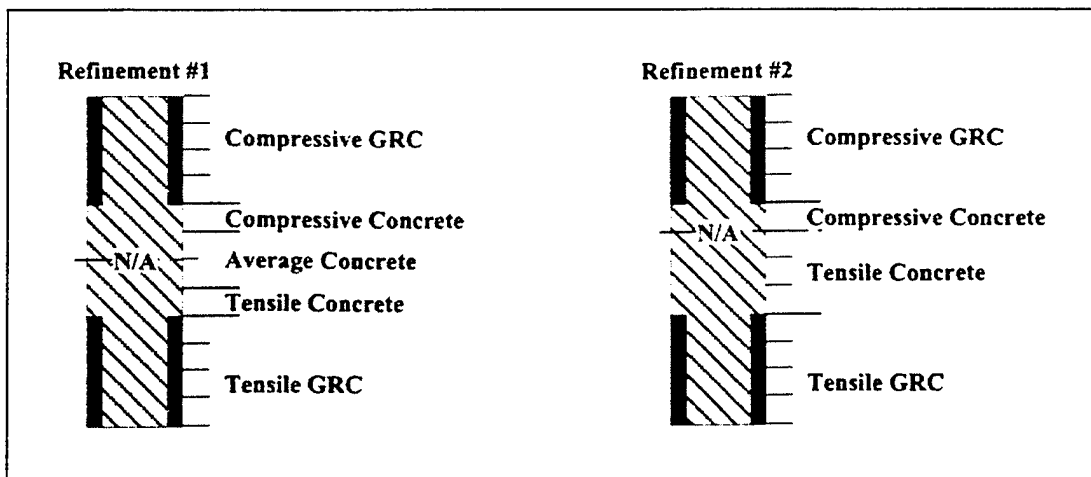 Refinement #1
Compressive GRC
Compressive Concrete
N/A
Average Concrete
Tensile Concrete
Tensile GRC
Refinement #2
Compressive GRC
Compressive Concrete
N/A
Tensile Concrete
Tensile GRC